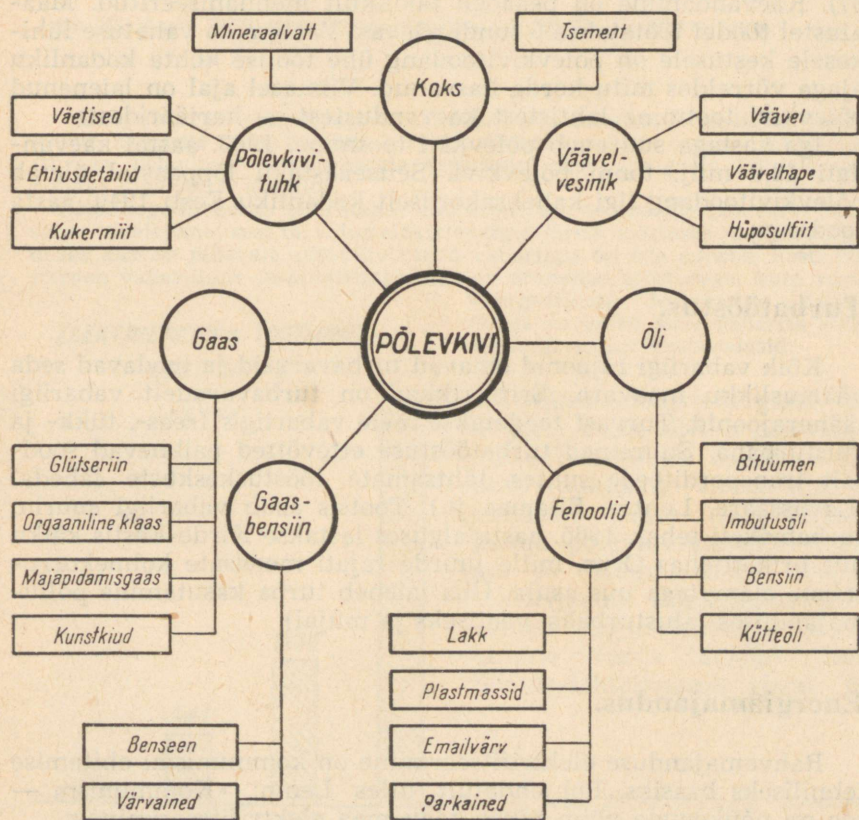 Mineraalvatt
Tsement
Koks
Väetised
Ehitusdetailid
Kukermiit
Põlevkivi-
tuhk
Väävel-
vesinik
Väävel
Väävelhape
Hüposulfiit
Gaas
PÕLEVKIVI
Õli
Glütseriin
Orgaaniline klaas
Majapidamisgaas
Kunstkiud
Gaas-
bensiin
Fenoolid
Bituumen
Imbutusõli
Bensiin
Kütteõli
Lakk
Plastmassid
Emailvärv
Parkained
Benseen
Värvained